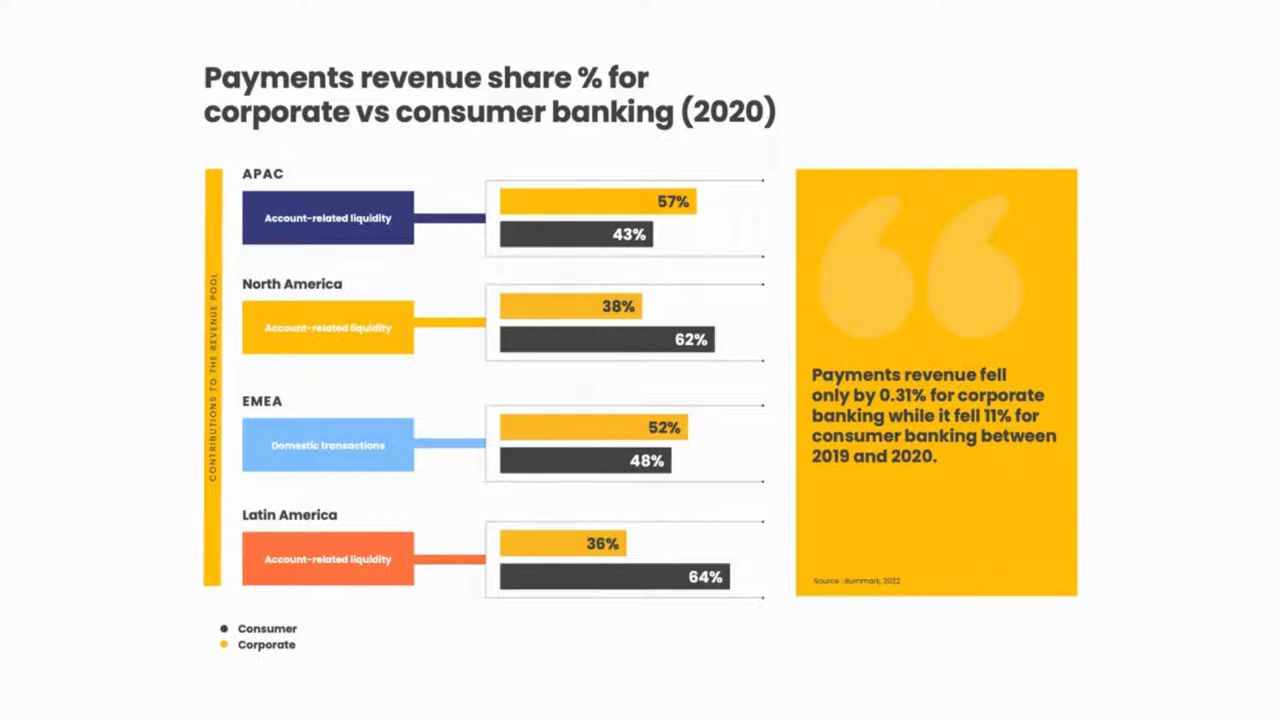 Payments revenue share % for
corporate vs consumer banking (2020)
CONTRIBUTIONS TO THE REVENUE POOL
APAC
Account-related liquidity
57%
43%
North America
Account-related liquidity
38%
62%
EMEA
Domestic transactions
52%
48%
Latin America
Account-related liquidity
36%
64%
Consumer
Corporate
Payments revenue fell
only by 0.31% for corporate
banking while it fell 11% for
consumer banking between
2019 and 2020.
Source : Burnmark, 2022